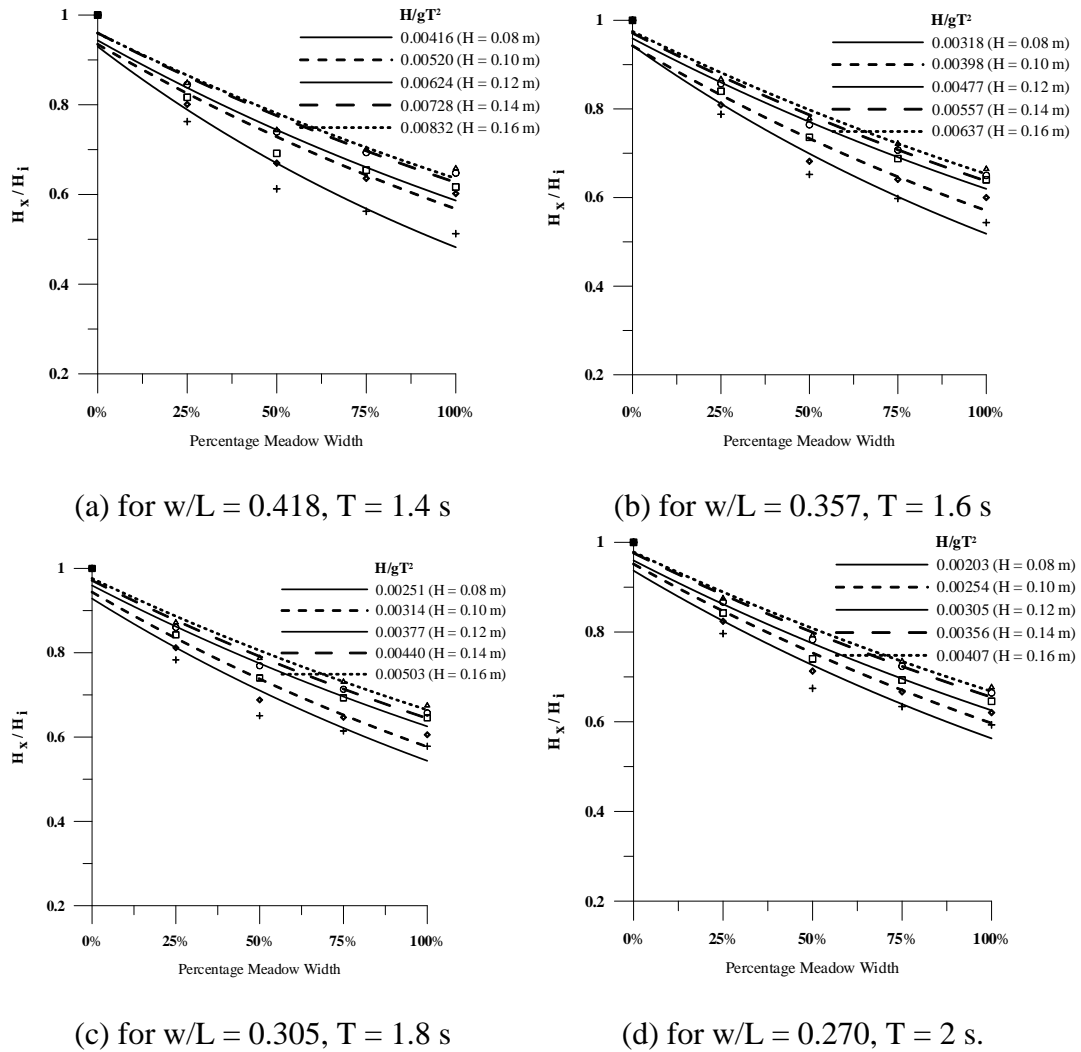 H/gT²
0.00416 (H = 0.08 m)
0.00520 (H = 0.10 m)
0.00624 (H = 0.12 m)
0.00728 (H = 0.14 m)
0.00832 (H = 0.16 m)
1
0.8
0.6
0.4
0.2
Hx / Hi
0% 25% 50% 75% 100%
Percentage Meadow Width
(a) for w/L = 0.418, T = 1.4 s
H/gT²
0.00318 (H = 0.08 m)
0.00398 (H = 0.10 m)
0.00477 (H = 0.12 m)
0.00557 (H = 0.14 m)
0.00637 (H = 0.16 m)
1
0.8
0.6
0.4
0.2
Hx / Hi
0% 25% 50% 75% 100%
Percentage Meadow Width
(b) for w/L = 0.357, T = 1.6 s
H/gT²
0.00251 (H = 0.08 m)
0.00314 (H = 0.10 m)
0.00377 (H = 0.12 m)
0.00440 (H = 0.14 m)
0.00503 (H = 0.16 m)
1
0.8
0.6
0.4
0.2
Hx / Hi
0% 25% 50% 75% 100%
Percentage Meadow Width
(c) for w/L = 0.305, T = 1.8 s
H/gT²
0.00203 (H = 0.08 m)
0.00254 (H = 0.10 m)
0.00305 (H = 0.12 m)
0.00356 (H = 0.14 m)
0.00407 (H = 0.16 m)
1
0.8
0.6
0.4
0.2
Hx / Hi
0% 25% 50% 75% 100%
Percentage Meadow Width
(d) for w/L = 0.270, T = 2 s.